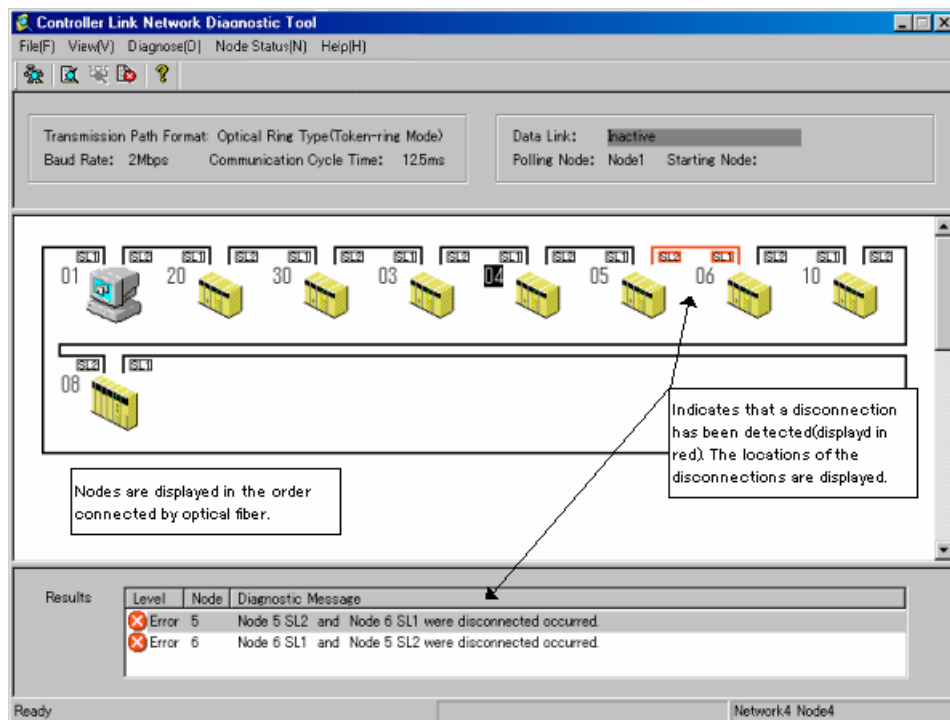 Controller Link Network Diagnostic Tool
File(F) View(V) Diagnose(D) Node Status(N) Help(H)
Transmission Path Format: Optical Ring Type(Token-ring Mode)
Baud Rate: 2Mbps Communication Cycle Time: 125ms
Data Link: Inactive
Polling Node: Node1 Starting Node:
SL1 SL2 SL1 SL2 SL1 SL2 SL1 SL2 SL1 SL2 SL1 SL2 SL1 SL2 SL1 SL2
01 20 30 03 04 05 06 10
SL2 SL1
08
Indicates that a disconnection
has been detected(displayd in
red). The locations of the
disconnections are displayed.
Nodes are displayed in the order
connected by optical fiber.
Results
Level Node Diagnostic Message
Error 5 Node 5 SL2 and Node 6 SL1 were disconnected occurred.
Error 6 Node 6 SL1 and Node 5 SL2 were disconnected occurred.
Ready
Network4 Node4